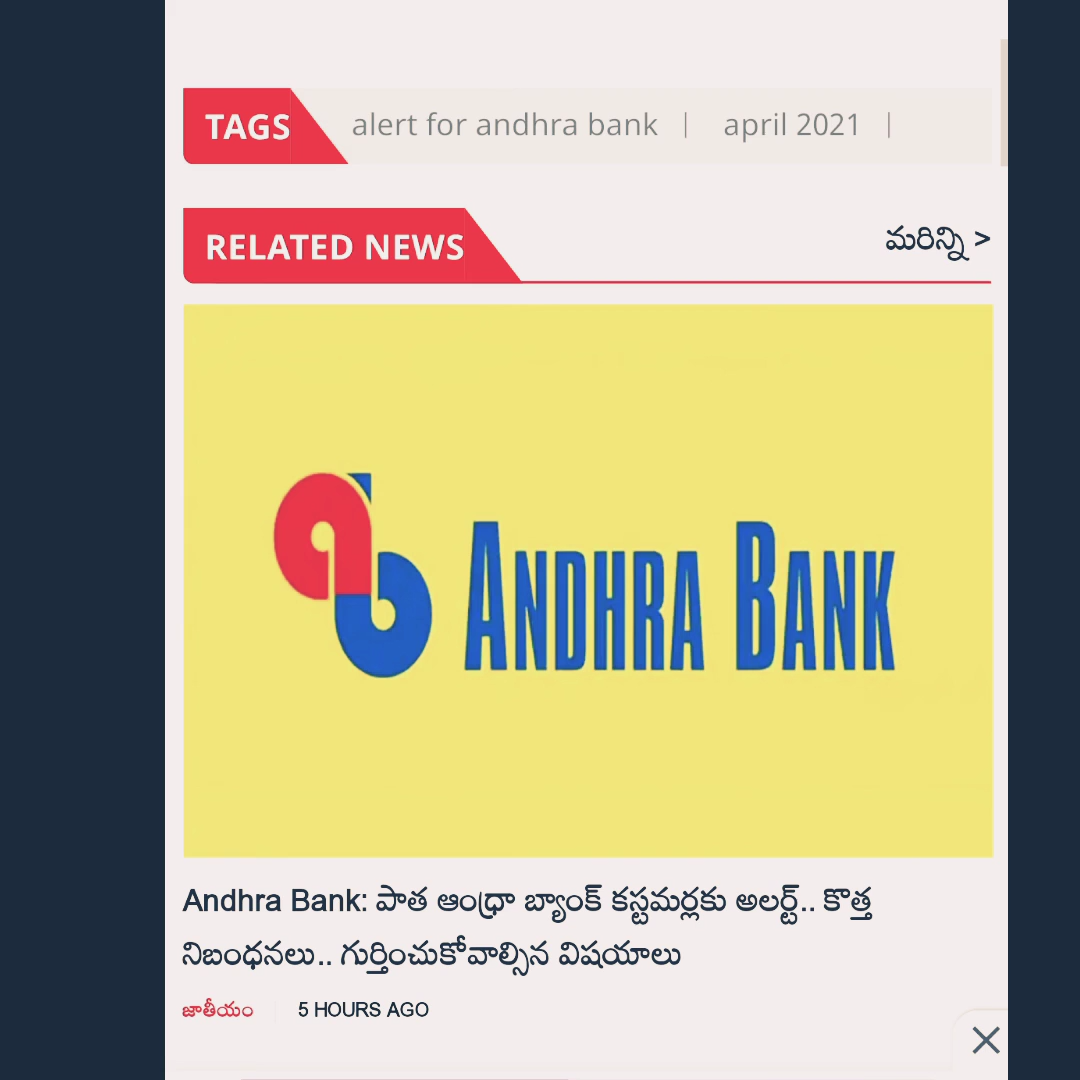 TAGS alert for andhra bank | april 2021 |
RELATED NEWS మరిన్ని >
ANDHRA BANK
Andhra Bank: పాత ఆంధ్రా బ్యాంక్ కస్టమర్లకు అలర్ట్.. కొత్త
నిబంధనలు.. గుర్తించుకోవాల్సిన విషయాలు
జాతీయం 5 HOURS AGO